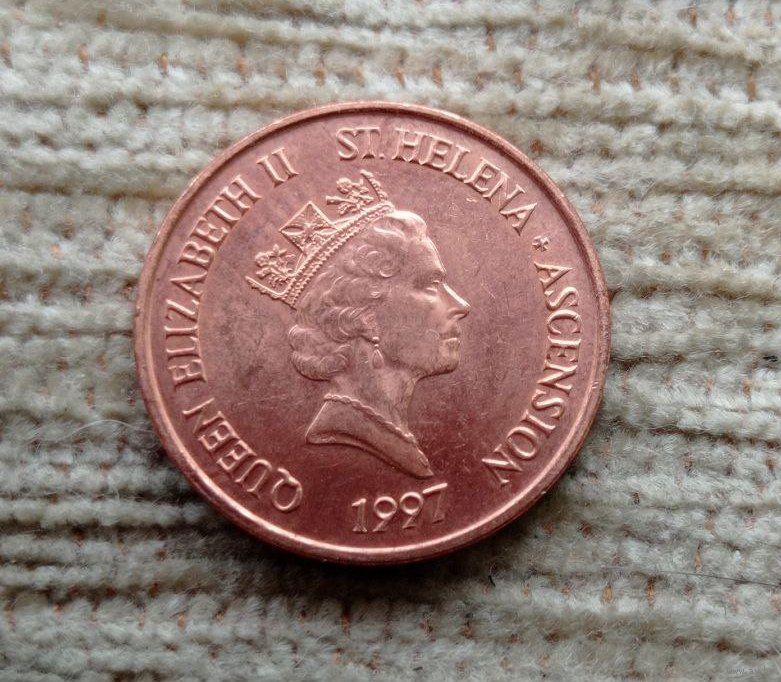 QUEEN ELIZABETH II
ST. HELENA • ASCENSION
1997